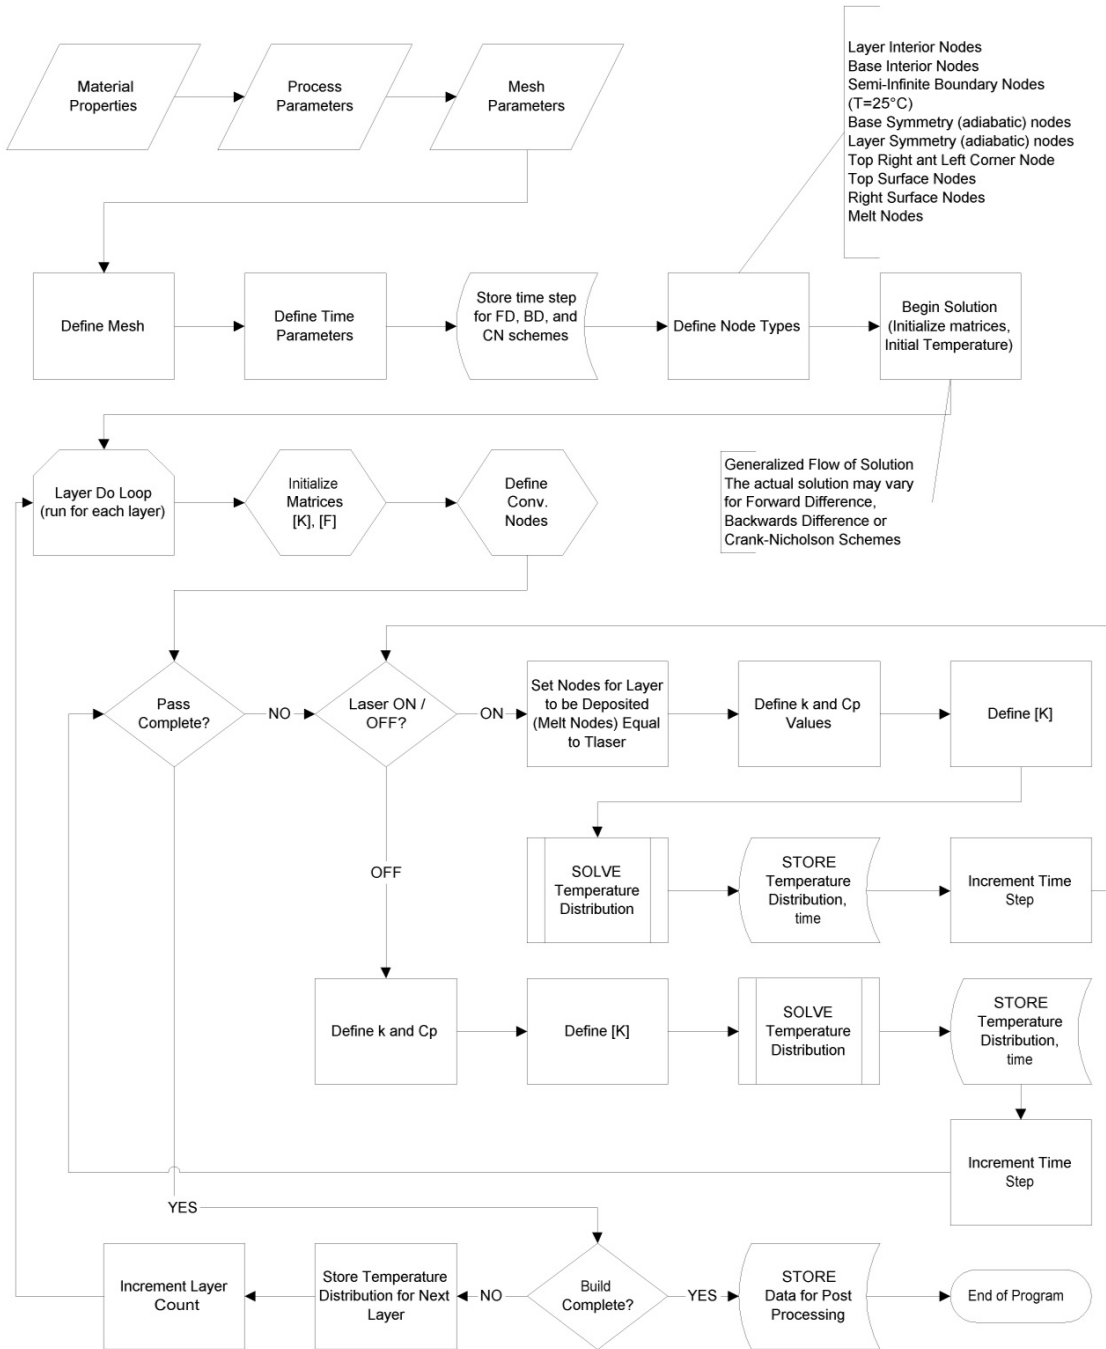 Material
Properties
Process
Parameters
Mesh
Parameters
Layer Interior Nodes
Base Interior Nodes
Semi-Infinite Boundary Nodes
(T=25°C)
Base Symmetry (adiabatic) nodes
Layer Symmetry (adiabatic) nodes
Top Right ant Left Corner Node
Top Surface Nodes
Right Surface Nodes
Melt Nodes
Define Mesh
Define Time
Parameters
Store time step
for FD, BD, and
CN schemes
Define Node Types
Begin Solution
(Initialize matrices,
Initial Temperature)
Layer Do Loop
(run for each layer)
Initialize
Matrices
[K], [F]
Define
Conv.
Nodes
Generalized Flow of Solution
The actual solution may vary
for Forward Difference,
Backwards Difference or
Crank-Nicholson Schemes
Pass
Complete?
NO
Laser ON /
OFF?
ON
Set Nodes for Layer
to be Deposited
(Melt Nodes) Equal
to Tlaser
Define k and Cp
Values
Define [K]
OFF
SOLVE
Temperature
Distribution
STORE
Temperature
Distribution,
time
Increment Time
Step
Define k and Cp
Define [K]
SOLVE
Temperature
Distribution
STORE
Temperature
Distribution,
time
Increment Time
Step
YES
Increment Layer
Count
Store Temperature
Distribution for Next
Layer
NO
Build
Complete?
YES
STORE
Data for Post
Processing
End of Program